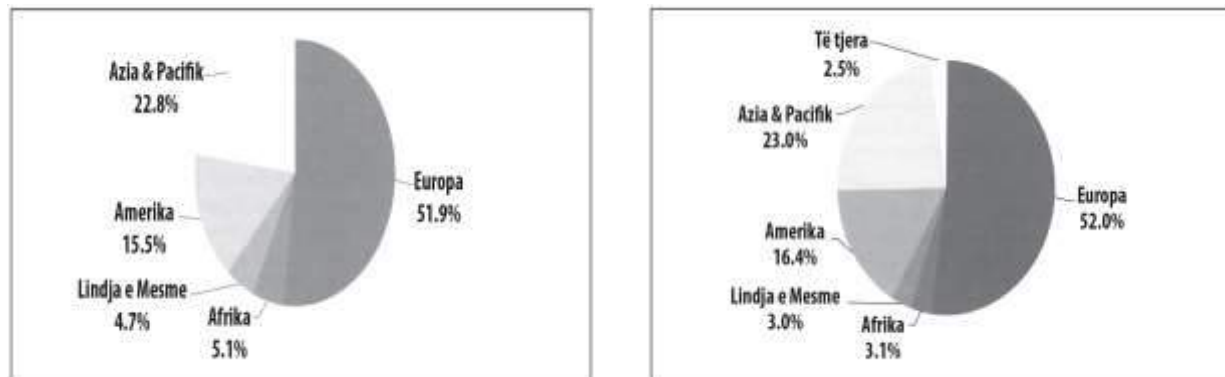 Azia & Pacifik
22.8%
Europa
51.9%
Amerika
15.5%
Lindja e Mesme
4.7%
Afrika
5.1%
Të tjera
2.5%
Azia & Pacifik
23.0%
Europa
52.0%
Amerika
16.4%
Lindja e Mesme
3.0%
Afrika
3.1%